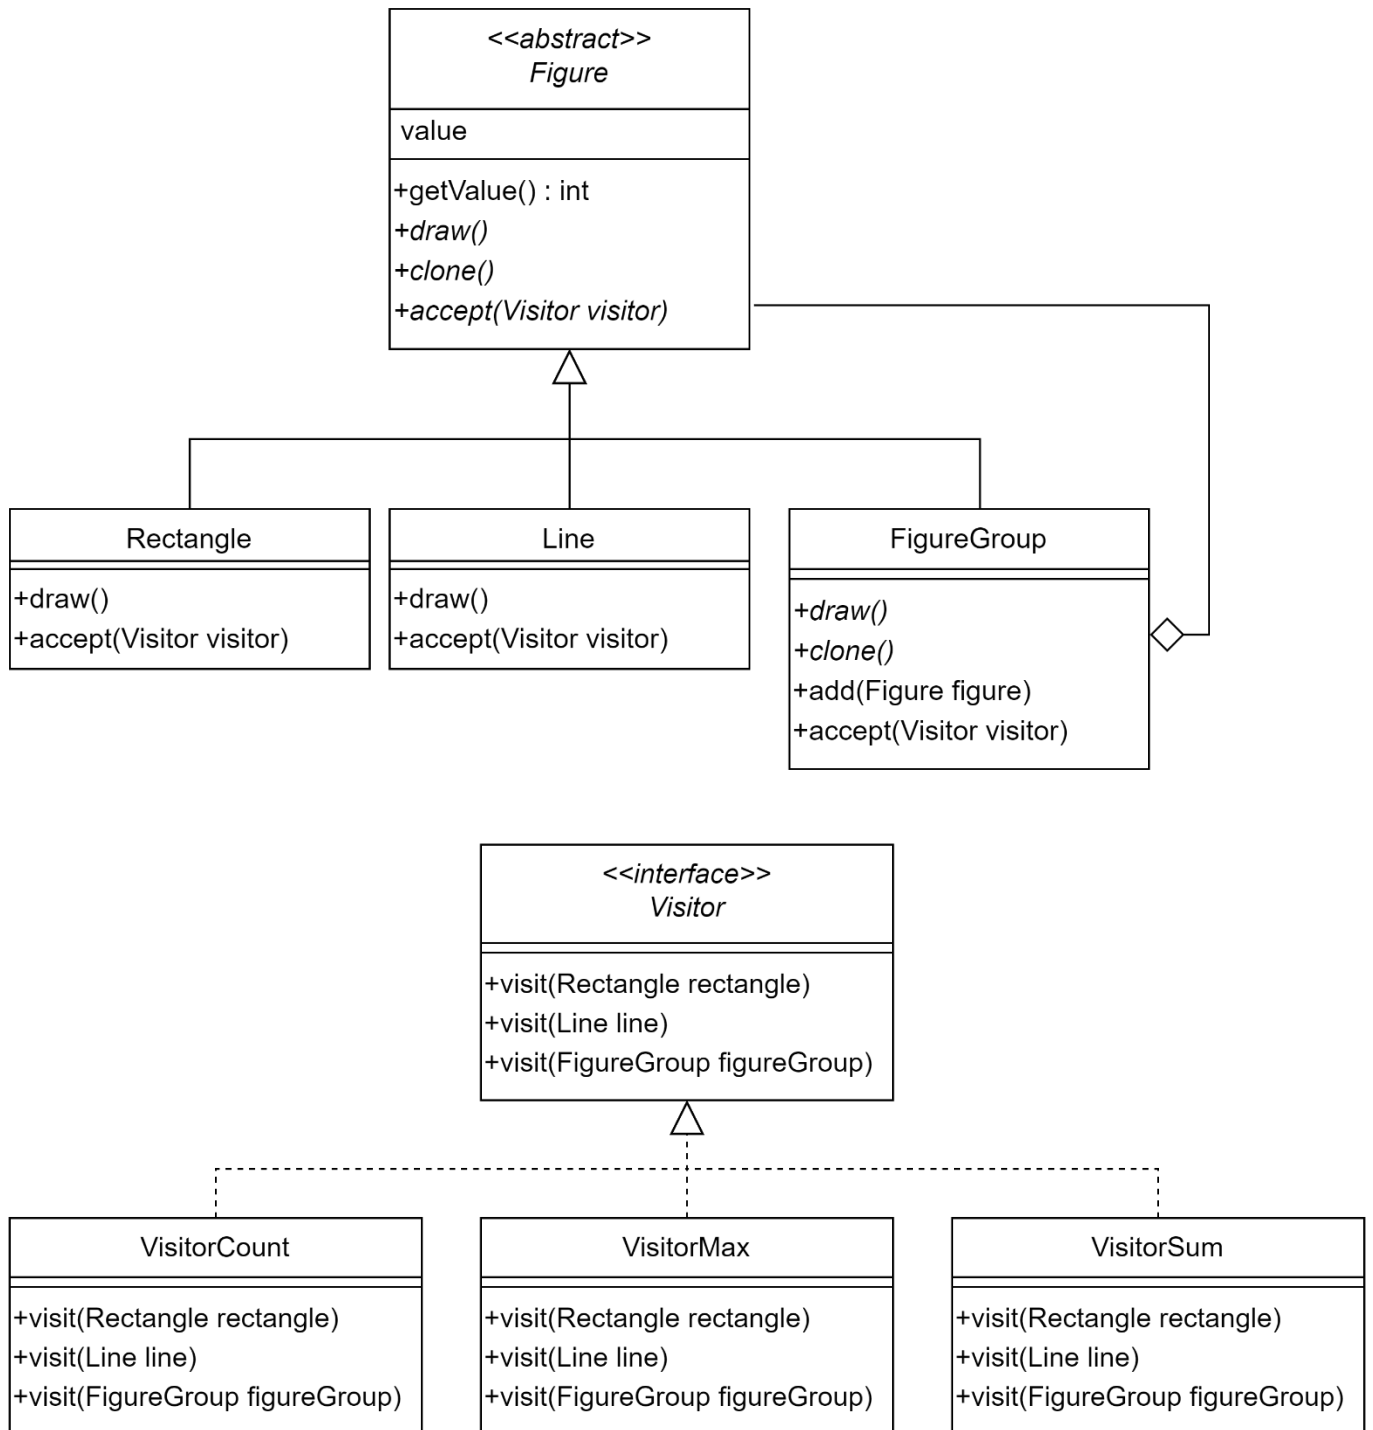 <<abstract>>
Figure
value
+getValue() : int
+draw()
+clone()
+accept(Visitor visitor)
Rectangle
+draw()
+accept(Visitor visitor)
Line
+draw()
+accept(Visitor visitor)
FigureGroup
+draw()
+clone()
+add(Figure figure)
+accept(Visitor visitor)
<<interface>>
Visitor
+visit(Rectangle rectangle)
+visit(Line line)
+visit(FigureGroup figureGroup)
VisitorCount
+visit(Rectangle rectangle)
+visit(Line line)
+visit(FigureGroup figureGroup)
VisitorMax
+visit(Rectangle rectangle)
+visit(Line line)
+visit(FigureGroup figureGroup)
VisitorSum
+visit(Rectangle rectangle)
+visit(Line line)
+visit(FigureGroup figureGroup)